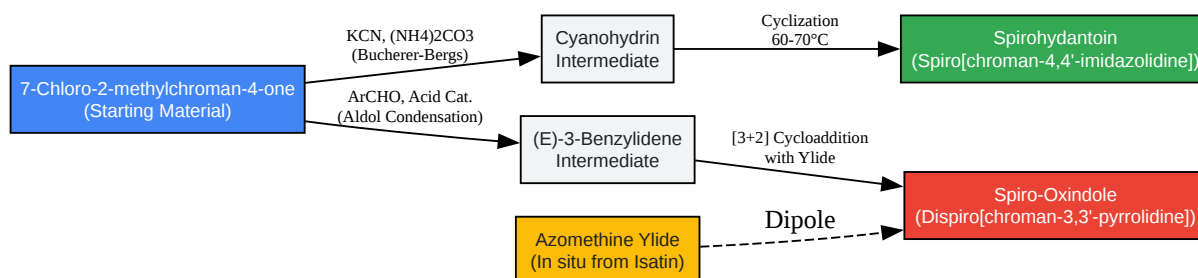 KCN, (NH4)2CO3
(Bucherer-Bergs)
Cyanohydrin
Intermediate
Cyclization
60-70°C
Spirohydantoin
(Spiro[chroman-4,4'-imidazolidine])
7-Chloro-2-methylchroman-4-one
(Starting Material)
ArCHO, Acid Cat.
(Aldol Condensation)
(E)-3-Benzylidene
Intermediate
[3+2] Cycloaddition
with Ylide
Spiro-Oxindole
(Dispiro[chroman-3,3'-pyrrolidine])
Azomethine Ylide
(In situ from Isatin)
Dipole